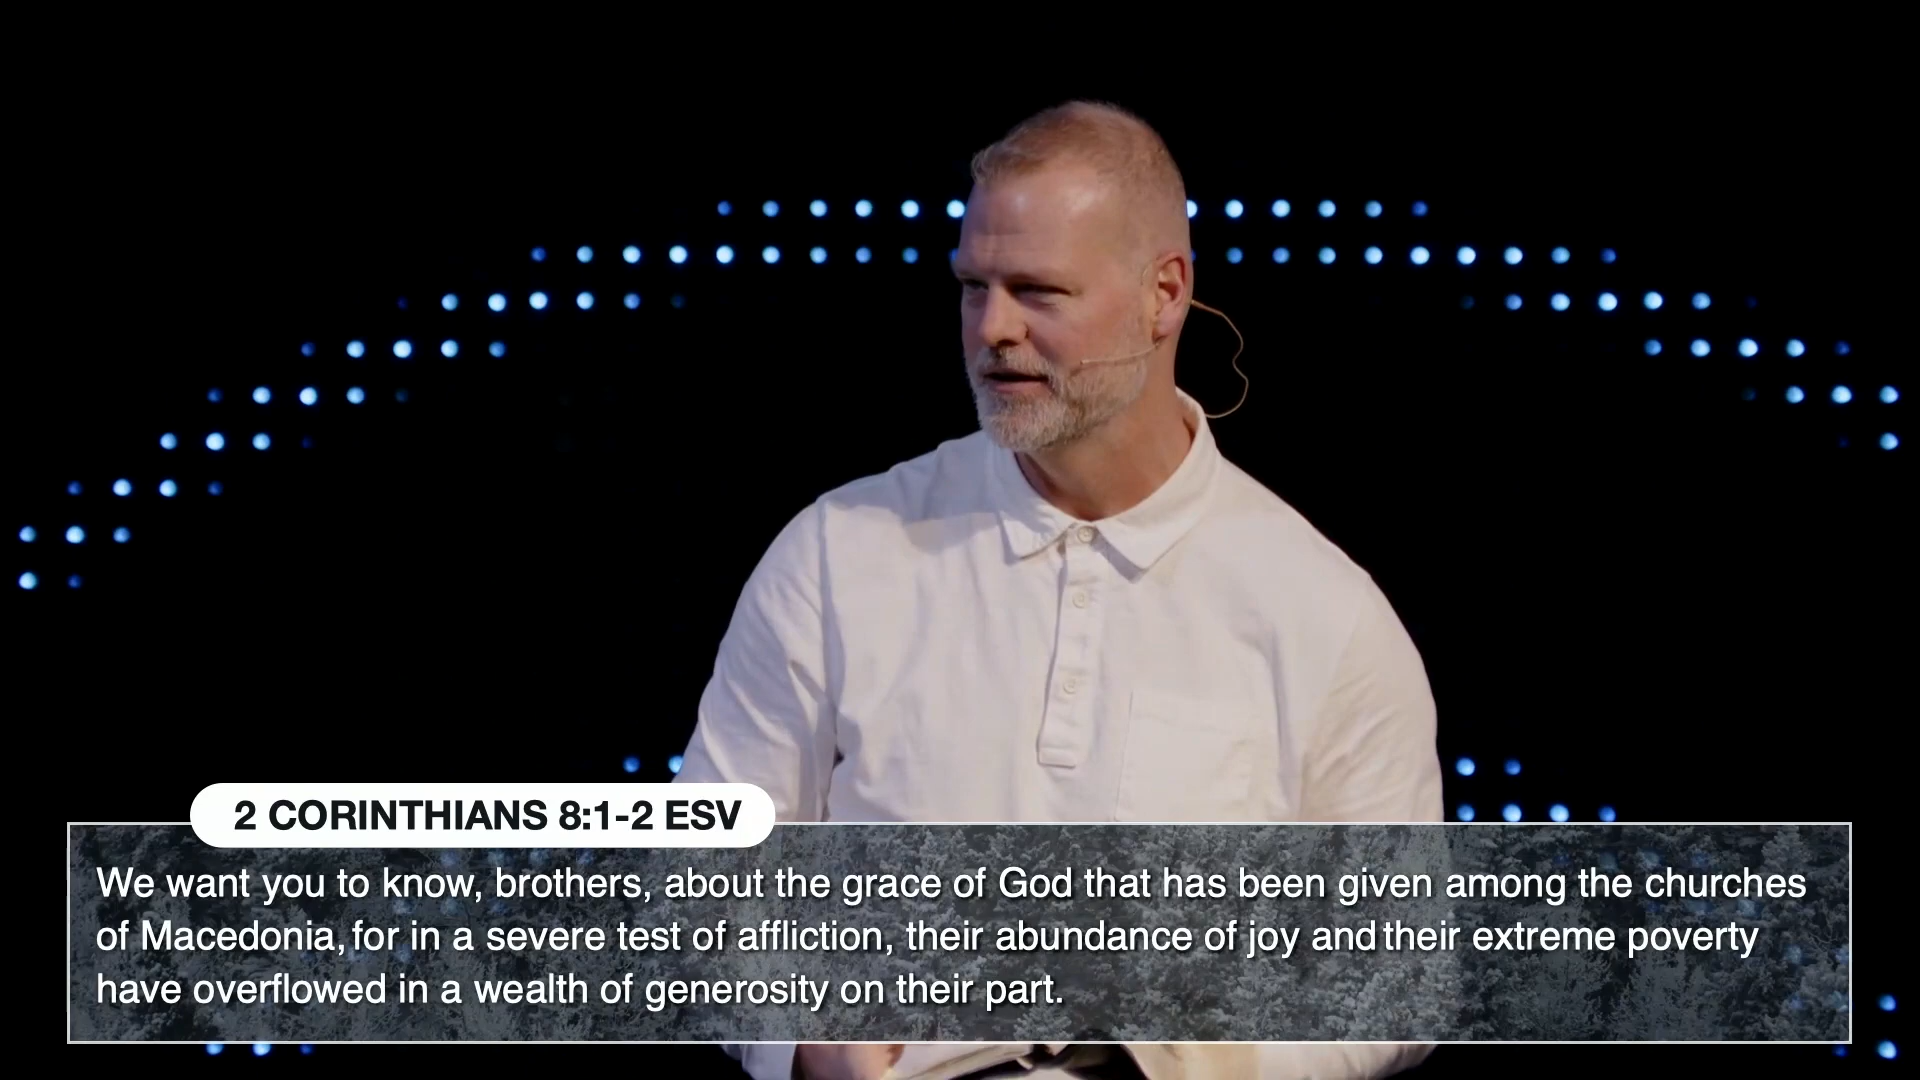 2 CORINTHIANS 8:1-2 ESV
We want you to know, brothers, about the grace of God that has been given among the churches
of Macedonia, for in a severe test of affliction, their abundance of joy and their extreme poverty
have overflowed in a wealth of generosity on their part.